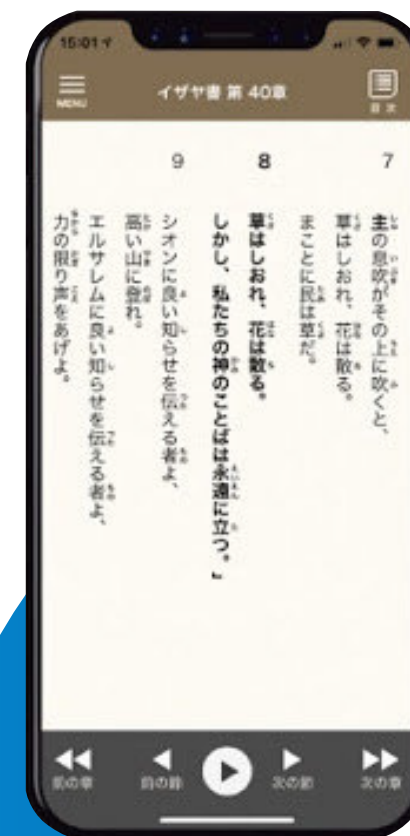 15:01
MENU
イザヤ書 第 40章
目 次
7
主の息吹がその上に吹くと、
草はしおれ、花は散る。
まことに民は草だ。
8
草はしおれ、花は散る。
しかし、私たちの神のことばは永遠に立つ。」
9
シオンに良い知らせを伝える者よ、
高い山に登れ。
エルサレムに良い知らせを伝える者よ、
力の限り声をあげよ。
前の章
前の節
次の節
次の章